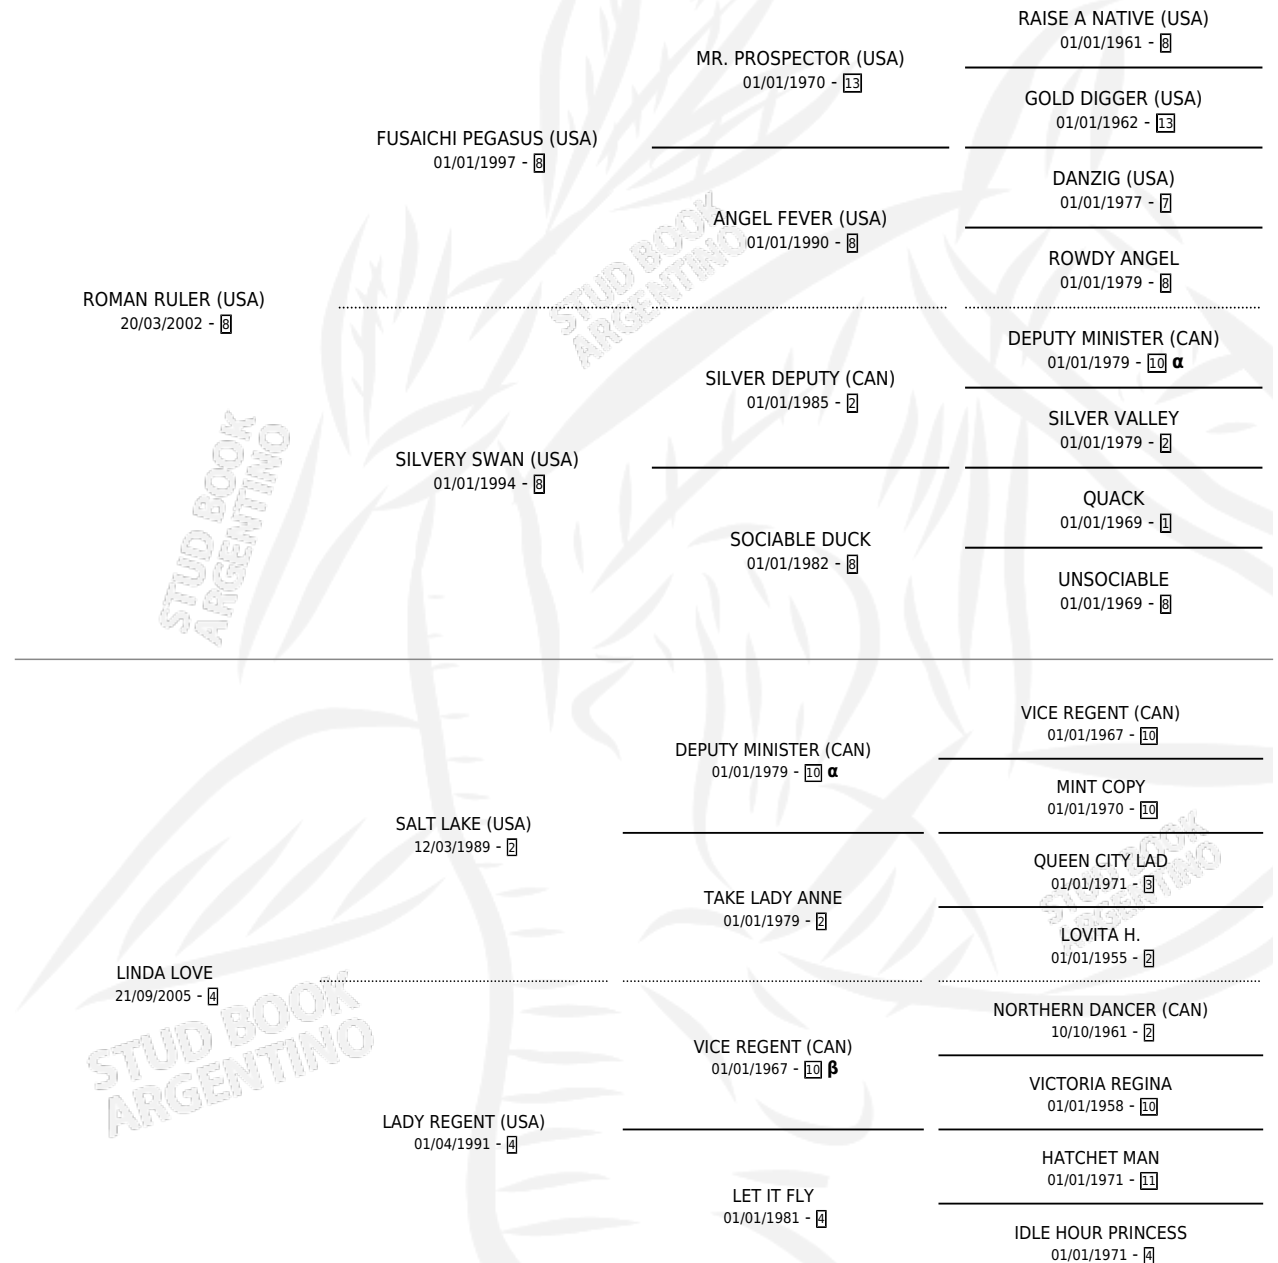 RAISE A NATIVE (USA)
01/01/1961 - 8
MR. PROSPECTOR (USA)
01/01/1970 - 13
GOLD DIGGER (USA)
01/01/1962 - 13
FUSAICHI PEGASUS (USA)
01/01/1997 - 8
DANZIG (USA)
01/01/1977 - 7
ANGEL FEVER (USA)
01/01/1990 - 8
ROWDY ANGEL
01/01/1979 - 8
ROMAN RULER (USA)
20/03/2002 - 8
DEPUTY MINISTER (CAN)
01/01/1979 - 10 α
SILVER DEPUTY (CAN)
01/01/1985 - 2
SILVER VALLEY
01/01/1979 - 2
SILVERY SWAN (USA)
01/01/1994 - 8
QUACK
01/01/1969 - 1
SOCIABLE DUCK
01/01/1982 - 8
UNSOCIABLE
01/01/1969 - 8
VICE REGENT (CAN)
01/01/1967 - 10
DEPUTY MINISTER (CAN)
01/01/1979 - 10 α
MINT COPY
01/01/1970 - 10
SALT LAKE (USA)
12/03/1989 - 2
QUEEN CITY LAD
01/01/1971 - 3
TAKE LADY ANNE
01/01/1979 - 2
LOVITA H.
01/01/1955 - 2
LINDA LOVE
21/09/2005 - 4
NORTHERN DANCER (CAN)
10/10/1961 - 2
VICE REGENT (CAN)
01/01/1967 - 10 β
VICTORIA REGINA
01/01/1958 - 10
LADY REGENT (USA)
01/04/1991 - 4
HATCHET MAN
01/01/1971 - 11
LET IT FLY
01/01/1981 - 4
IDLE HOUR PRINCESS
01/01/1971 - 4
STUD BOOK
ARGENTINO
STUD BOOK
ARGENTINO
STUD BOOK
ARGENTINO
STUD BOOK
ARGENTINO